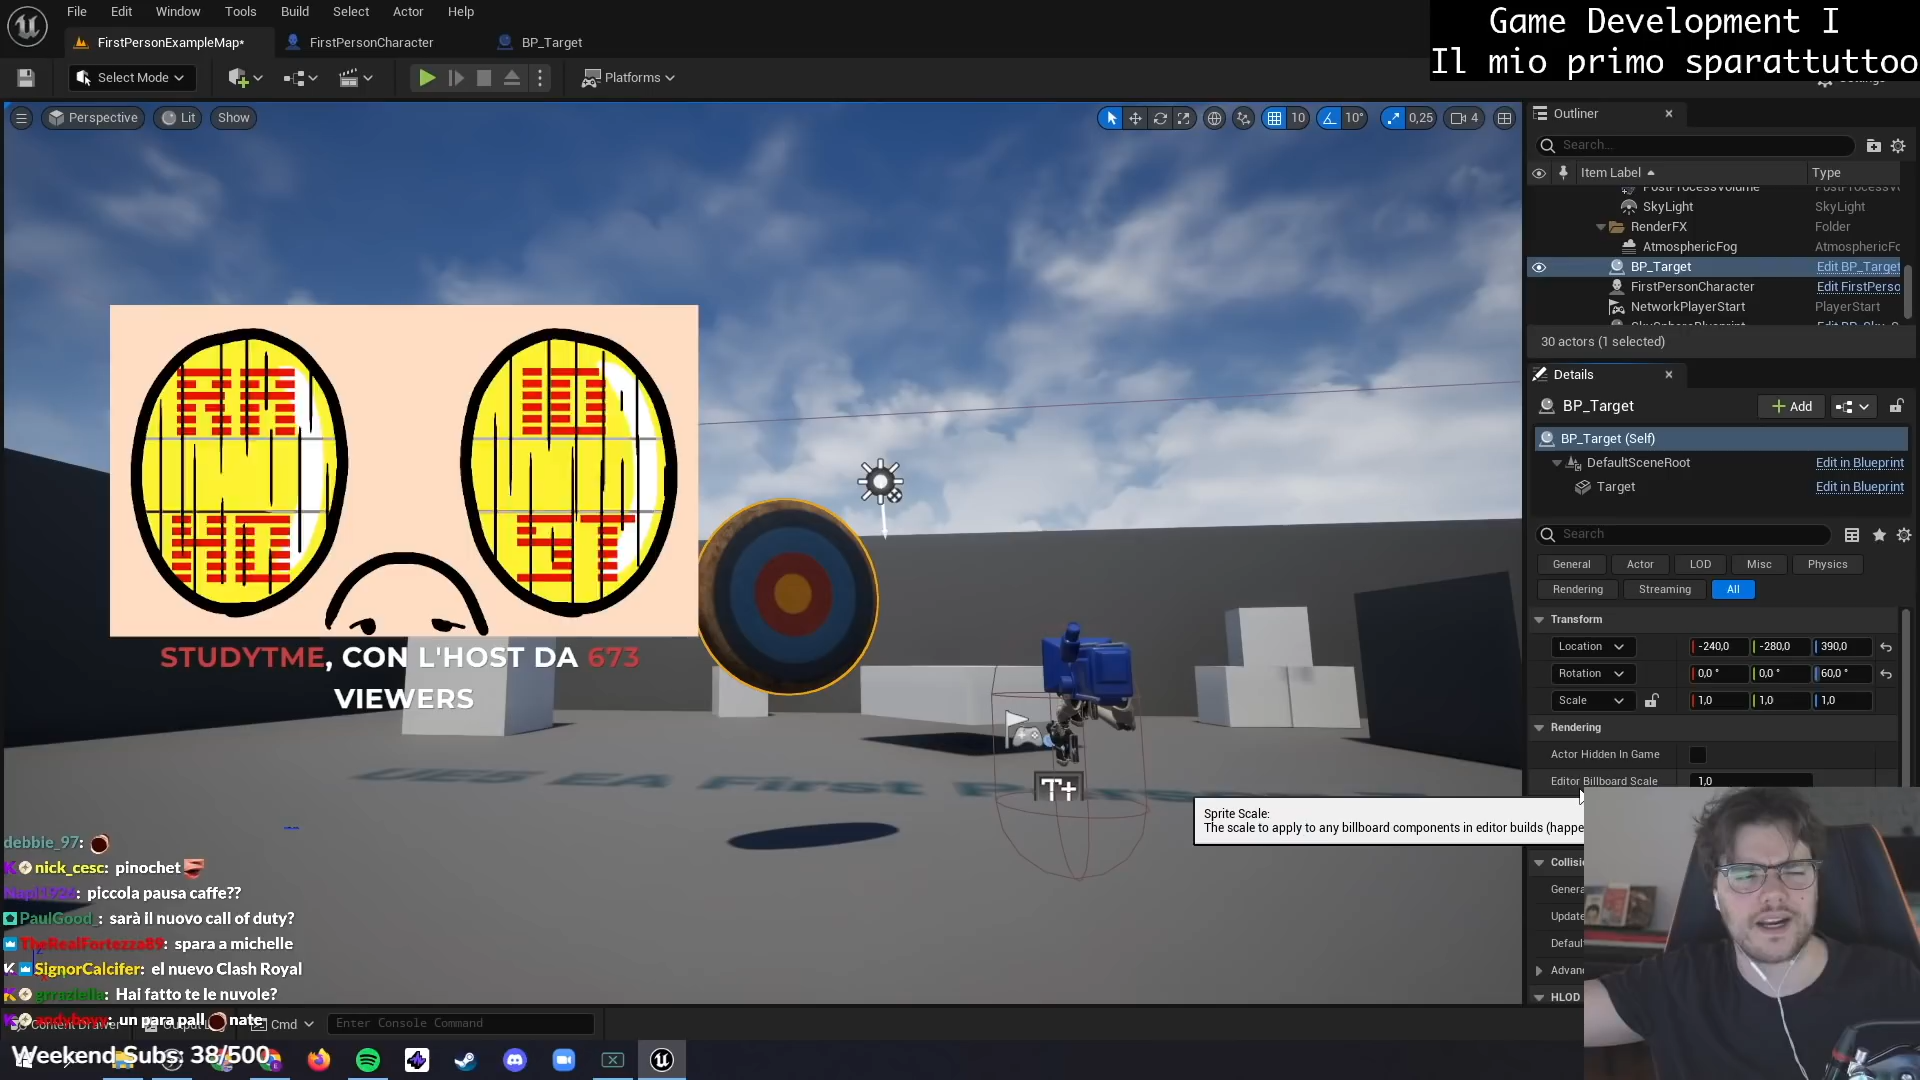 File Edit Window Tools Build Select Actor Help
Game Development I
Il mio primo sparattuttoo
FirstPersonExampleMap*
FirstPersonCharacter
BP_Target
Select Mode
Platforms
Perspective
Lit
Show
10
10°
0,25
4
Outliner
Search...
Item Label
Type
SkyLight
SkyLight
RenderFX
Folder
AtmosphericFog
BP_Target
Edit BP_Target
FirstPersonCharacter
Edit FirstPerso
NetworkPlayerStart
PlayerStart
30 actors (1 selected)
Details
BP_Target
Add
BP_Target (Self)
DefaultSceneRoot
Edit in Blueprint
Target
Edit in Blueprint
Search
General
Actor
LOD
Misc
Physics
Rendering
Streaming
All
Transform
Location
-240,0
-280,0
390,0
Rotation
0,0 °
0,0 °
60,0 °
Scale
1,0
1,0
1,0
Rendering
Actor Hidden In Game
Editor Billboard Scale
1,0
Sprite Scale:
The scale to apply to any billboard components in editor builds (happe
Collisio
Genera
Update
Defaul
Advan
HLOD
STUDYTME, CON L'HOST DA 673
VIEWERS
debbie_97:
nick_cesc: pinochet
piccola pausa caffe??
PaulGood_: sarà il nuovo call of duty?
TheRealFortezza89: spara a michelle
SignorCalcifer: el nuevo Clash Royal
grraziella: Hai fatto te le nuvole?
un para pall nate
Cmd
Enter Console Command
Weekend Subs: 38/500